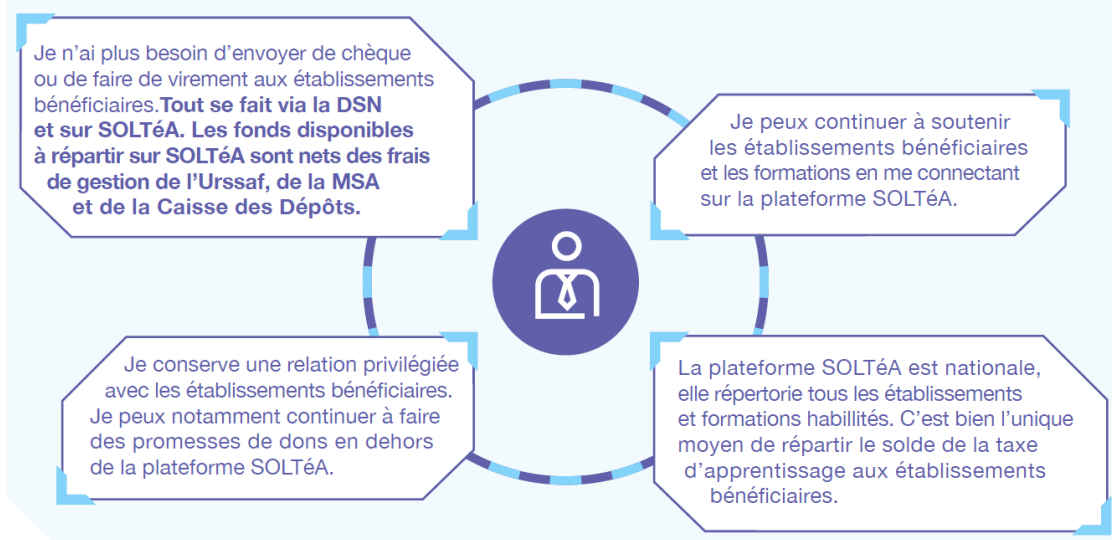 Je n’ai plus besoin d’envoyer de chèque
ou de faire de virement aux établissements
bénéficiaires.Tout se fait via la DSN
et sur SOLTéA. Les fonds disponibles
à répartir sur SOLTéA sont nets des frais
de gestion de l’Urssaf, de la MSA
et de la Caisse des Dépôts.
Je peux continuer à soutenir
les établissements bénéficiaires
et les formations en me connectant
sur la plateforme SOLTéA.
Je conserve une relation privilégiée
avec les établissements bénéficiaires.
Je peux notamment continuer à faire
des promesses de dons en dehors
de la plateforme SOLTéA.
La plateforme SOLTéA est nationale,
elle répertorie tous les établissements
et formations habillités. C’est bien l’unique
moyen de répartir le solde de la taxe
d’apprentissage aux établissements
bénéficiaires.